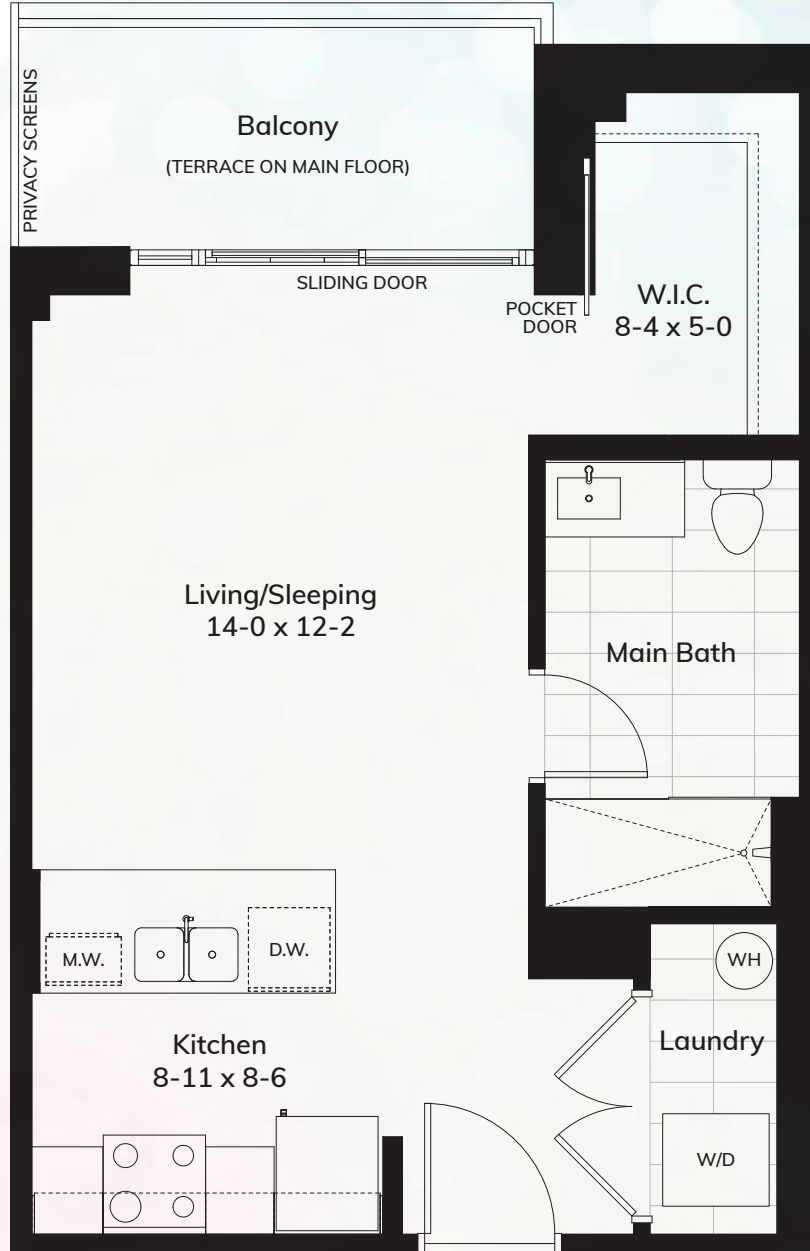 PRIVACY SCREENS
Balcony
(TERRACE ON MAIN FLOOR)
SLIDING DOOR
POCKET
DOOR
W.I.C.
8-4 x 5-0
Living/Sleeping
14-0 x 12-2
Main Bath
M.W.
D.W.
WH
Kitchen
8-11 x 8-6
Laundry
W/D